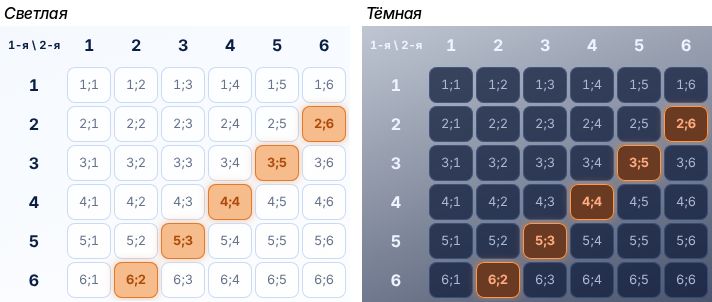 Светлая Тёмная
1-я \ 2-я 1 2 3 4 5 6 1-я \ 2-я 1 2 3 4 5 6
1 1;1 1;2 1;3 1;4 1;5 1;6 1 1;1 1;2 1;3 1;4 1;5 1;6
2 2;1 2;2 2;3 2;4 2;5 2;6 2 2;1 2;2 2;3 2;4 2;5 2;6
3 3;1 3;2 3;3 3;4 3;5 3;6 3 3;1 3;2 3;3 3;4 3;5 3;6
4 4;1 4;2 4;3 4;4 4;5 4;6 4 4;1 4;2 4;3 4;4 4;5 4;6
5 5;1 5;2 5;3 5;4 5;5 5;6 5 5;1 5;2 5;3 5;4 5;5 5;6
6 6;1 6;2 6;3 6;4 6;5 6;6 6 6;1 6;2 6;3 6;4 6;5 6;6